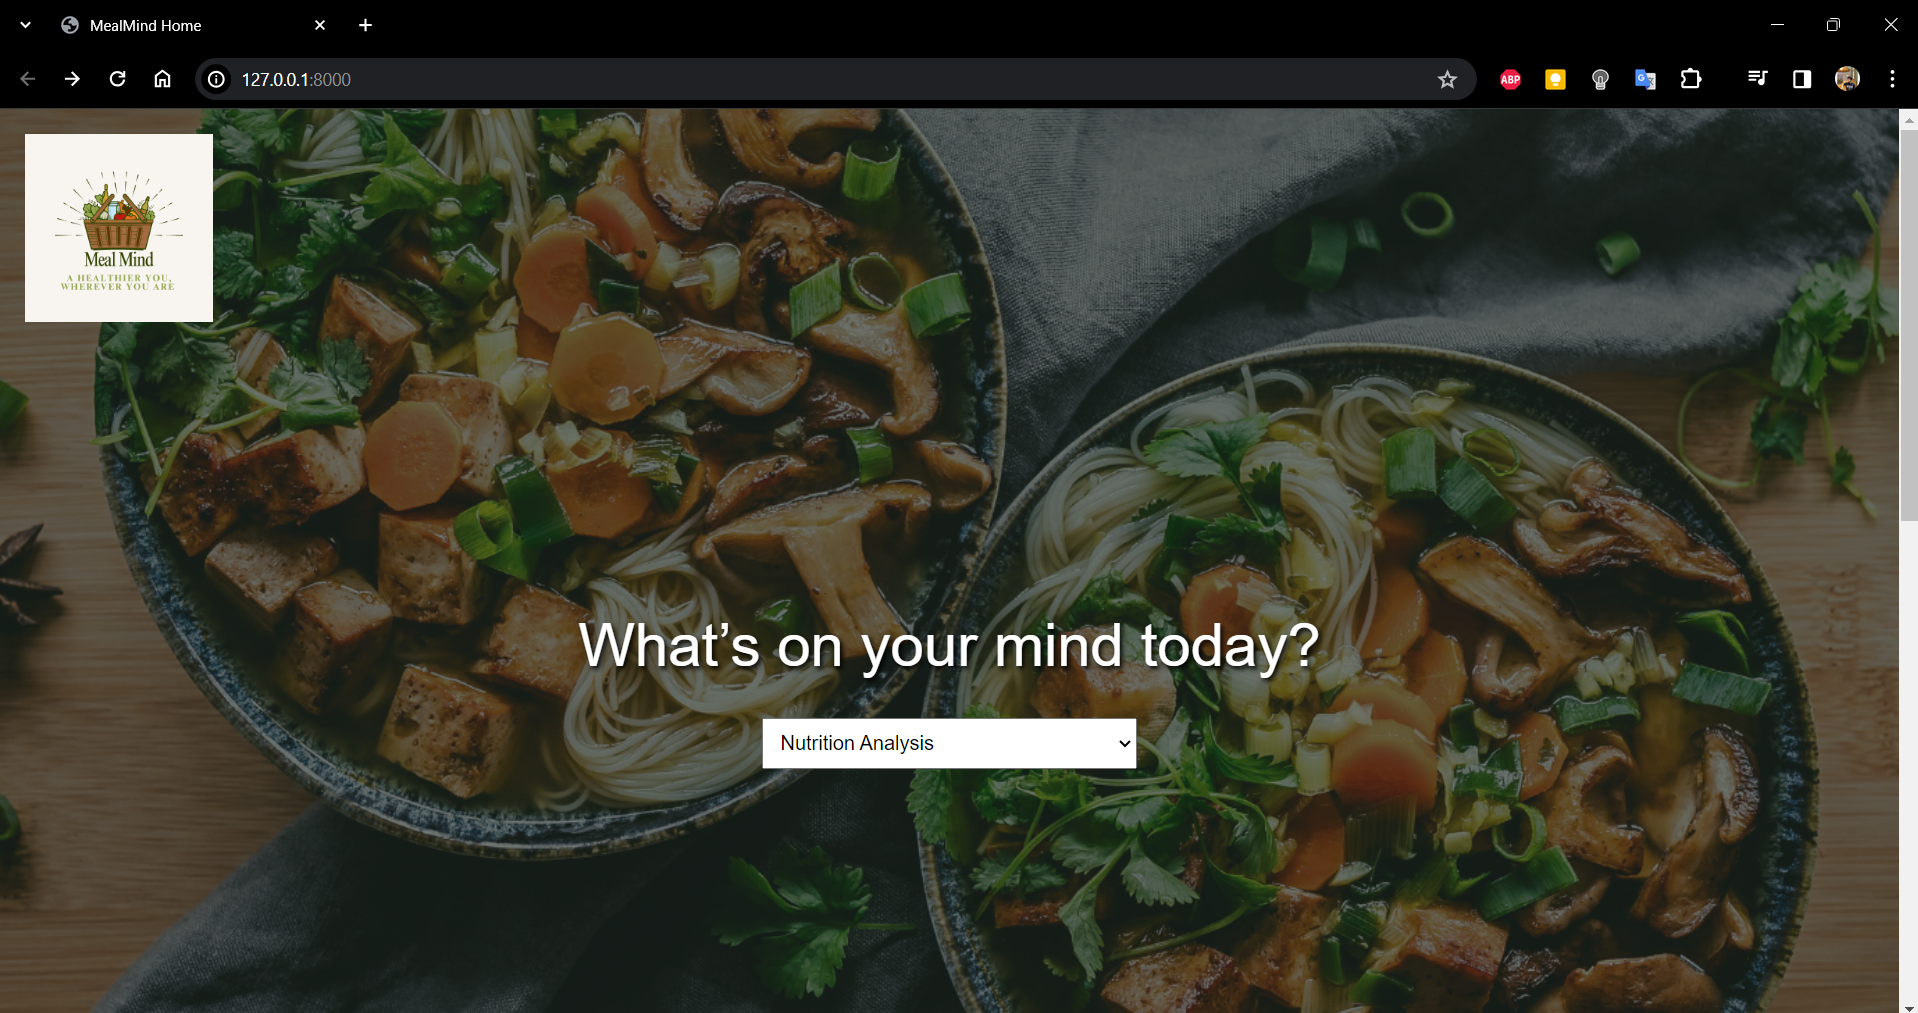 MealMind Home
127.0.0.1:8000
ABP
G
Meal Mind
A HEALTHIER YOU,
WHEREVER YOU ARE
What’s on your mind today?
Nutrition Analysis